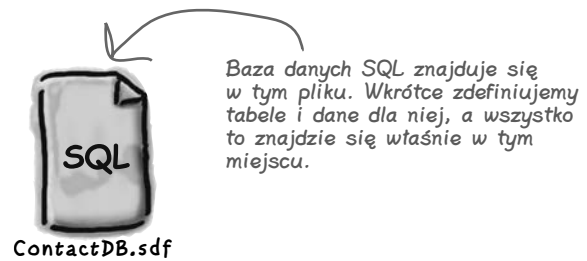 Baza danych SQL znajduje się
w tym pliku. Wkrótce zdefiniujemy
tabele i dane dla niej, a wszystko
to znajdzie się właśnie w tym
miejscu.
SQL
ContactDB.sdf